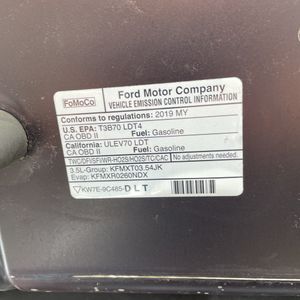 FoMoCo
Ford Motor Company
VEHICLE EMISSION CONTROL INFORMATION
Conforms to regulations: 2019 MY
U.S. EPA: T3B70 LDT4
CA OBD II Fuel: Gasoline
California: ULEV70 LDT
CA OBD II Fuel: Gasoline
TWC/DFI/SFI/WR-HO2S/HO2S/TC/CAC No Fuel Adj.
3.5L-Group: KFMXT03.54JK
Evap: KFMXR0260NDX
KW7E-9C485-DLT